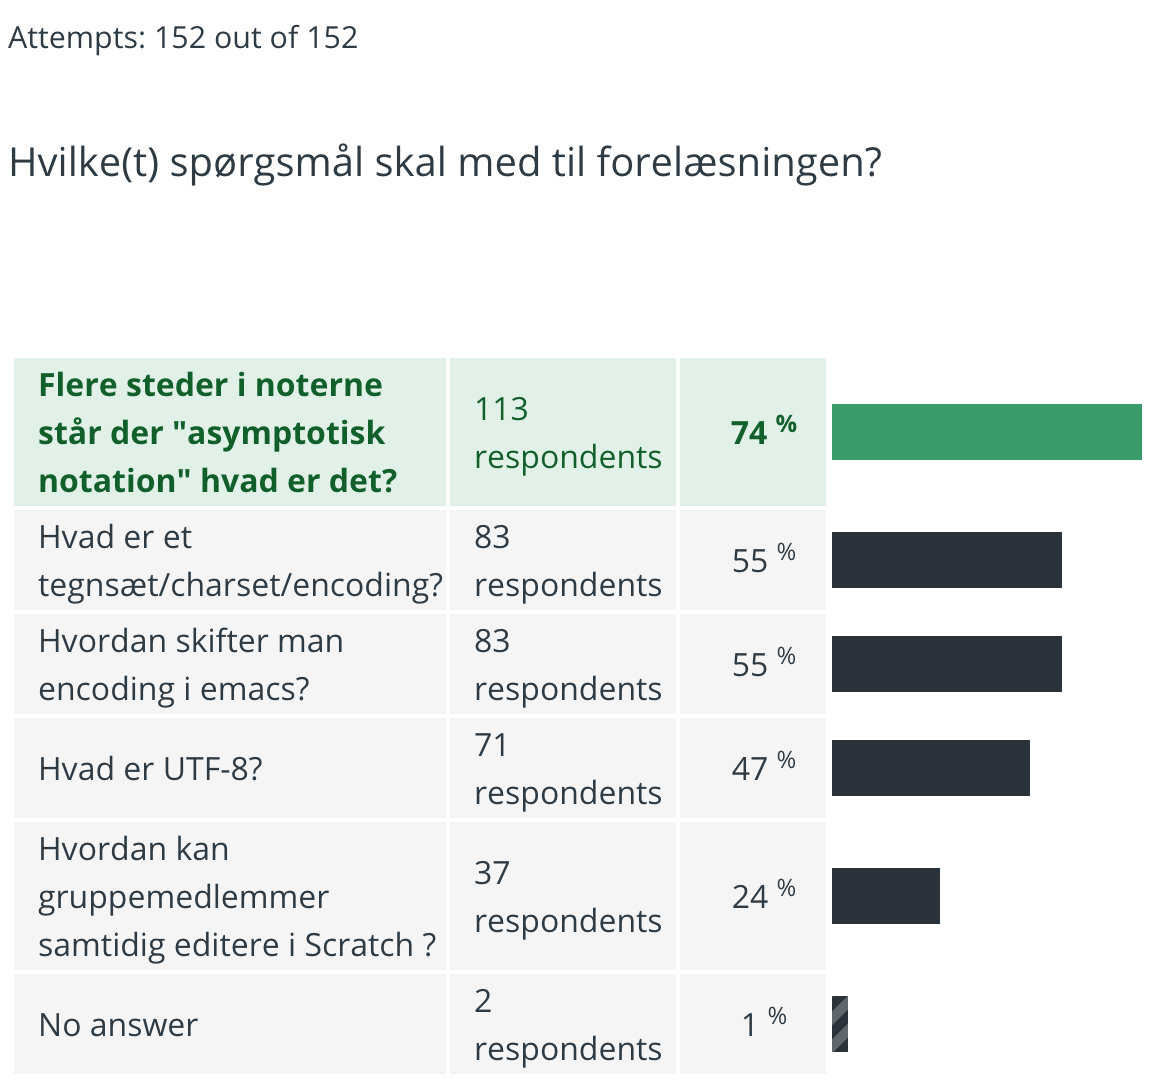 Attempts: 152 out of 152
Hvilke(t) spørgsmål skal med til forelæsningen?
Flere steder i noterne
står der "asymptotisk
notation" hvad er det?
113
respondents
74 %
Hvad er et
tegnsæt/charset/encoding?
83
respondents
55 %
Hvordan skifter man
encoding i emacs?
83
respondents
55 %
Hvad er UTF-8?
71
respondents
47 %
Hvordan kan
gruppemedlemmer
samtidig editere i Scratch ?
37
respondents
24 %
No answer
2
respondents
1 %